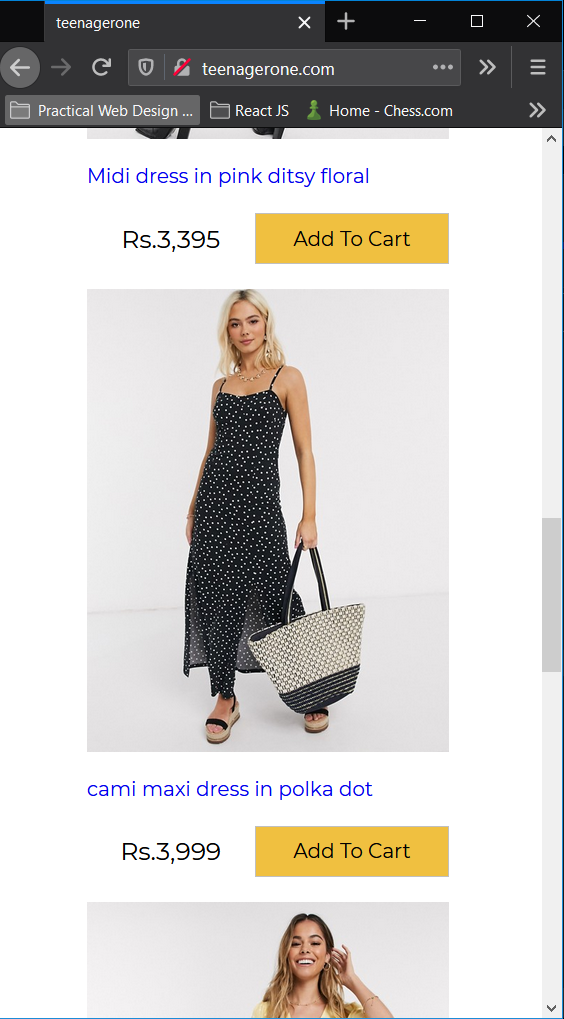 teenagerone
teenagerone.com
Practical Web Design ...
React JS
Home - Chess.com
Midi dress in pink ditsy floral
Rs.3,395
Add To Cart
cami maxi dress in polka dot
Rs.3,999
Add To Cart